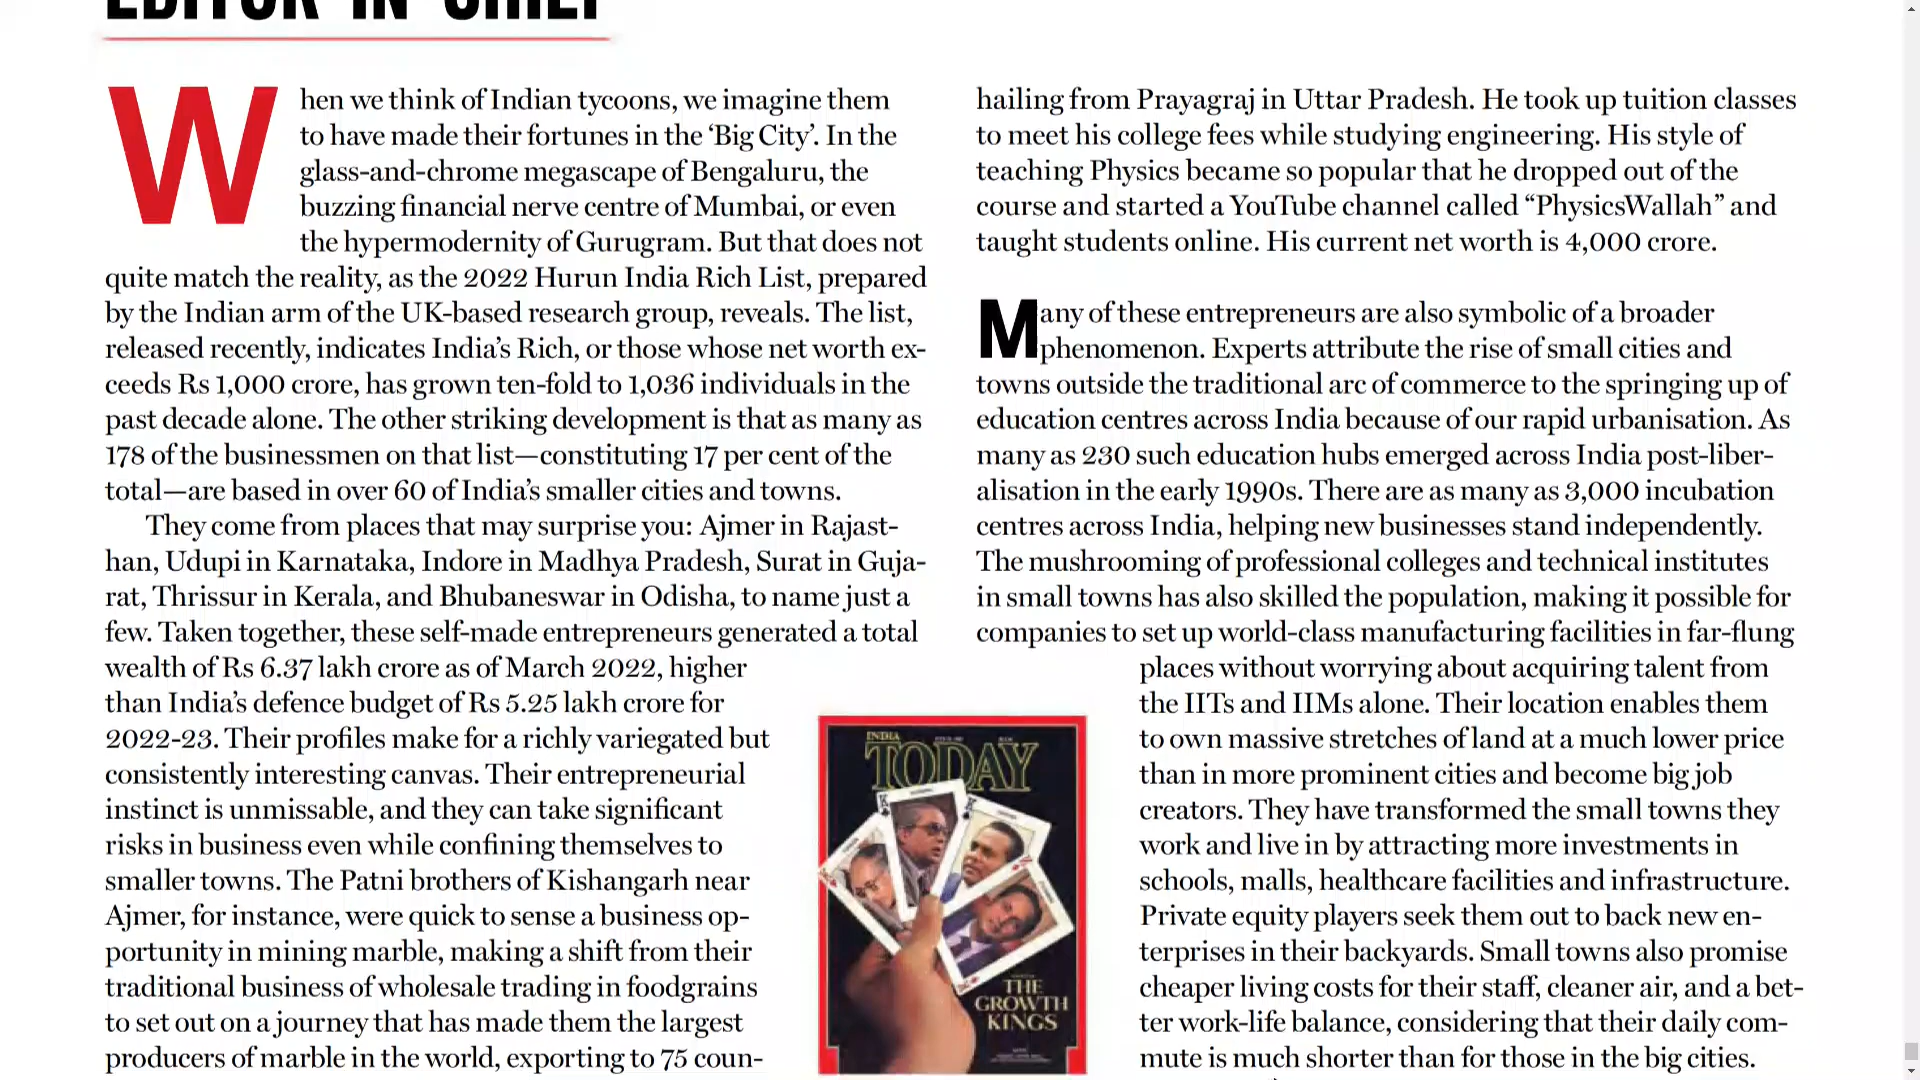 EDITOR-IN-CHIEF
When we think of Indian tycoons, we imagine them
to have made their fortunes in the ‘Big City’. In the
glass-and-chrome megascape of Bengaluru, the
buzzing financial nerve centre of Mumbai, or even
the hypermodernity of Gurugram. But that does not
quite match the reality, as the 2022 Hurun India Rich List, prepared
by the Indian arm of the UK-based research group, reveals. The list,
released recently, indicates India’s Rich, or those whose net worth ex-
ceeds Rs 1,000 crore, has grown ten-fold to 1,036 individuals in the
past decade alone. The other striking development is that as many as
178 of the businessmen on that list—constituting 17 per cent of the
total—are based in over 60 of India’s smaller cities and towns.
They come from places that may surprise you: Ajmer in Rajast-
han, Udupi in Karnataka, Indore in Madhya Pradesh, Surat in Guja-
rat, Thrissur in Kerala, and Bhubaneswar in Odisha, to name just a
few. Taken together, these self-made entrepreneurs generated a total
wealth of Rs 6.37 lakh crore as of March 2022, higher
than India’s defence budget of Rs 5.25 lakh crore for
2022-23. Their profiles make for a richly variegated but
consistently interesting canvas. Their entrepreneurial
instinct is unmissable, and they can take significant
risks in business even while confining themselves to
smaller towns. The Patni brothers of Kishangarh near
Ajmer, for instance, were quick to sense a business op-
portunity in mining marble, making a shift from their
traditional business of wholesale trading in foodgrains
to set out on a journey that has made them the largest
producers of marble in the world, exporting to 75 coun-
INDIA
TODAY
THE
GROWTH
KINGS
hailing from Prayagraj in Uttar Pradesh. He took up tuition classes
to meet his college fees while studying engineering. His style of
teaching Physics became so popular that he dropped out of the
course and started a YouTube channel called “PhysicsWallah” and
taught students online. His current net worth is 4,000 crore.
Many of these entrepreneurs are also symbolic of a broader
phenomenon. Experts attribute the rise of small cities and
towns outside the traditional arc of commerce to the springing up of
education centres across India because of our rapid urbanisation. As
many as 230 such education hubs emerged across India post-liber-
alisation in the early 1990s. There are as many as 3,000 incubation
centres across India, helping new businesses stand independently.
The mushrooming of professional colleges and technical institutes
in small towns has also skilled the population, making it possible for
companies to set up world-class manufacturing facilities in far-flung
places without worrying about acquiring talent from
the IITs and IIMs alone. Their location enables them
to own massive stretches of land at a much lower price
than in more prominent cities and become big job
creators. They have transformed the small towns they
work and live in by attracting more investments in
schools, malls, healthcare facilities and infrastructure.
Private equity players seek them out to back new en-
terprises in their backyards. Small towns also promise
cheaper living costs for their staff, cleaner air, and a bet-
ter work-life balance, considering that their daily com-
mute is much shorter than for those in the big cities.